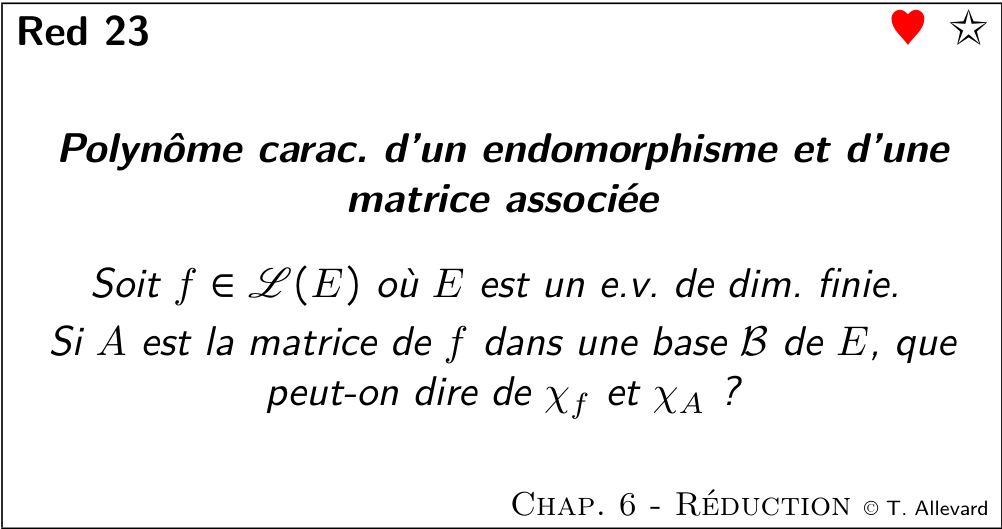 Red 23
Polynôme carac. d'un endomorphisme et d'une
matrice associée
Soit f ∈ ℒ(E) où E est un e.v. de dim. finie.
Si A est la matrice de f dans une base ℬ de E, que
peut-on dire de χ_f et χ_A ?
Chap. 6 - Réduction © T. Allevard